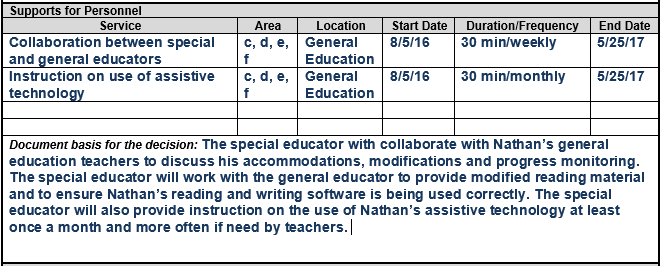 Supports for Personnel
Service Area Location Start Date Duration/Frequency End Date
Collaboration between special c, d, e, General 8/5/16 30 min/weekly 5/25/17
and general educators f Education
Instruction on use of assistive c, d, e, General 8/5/16 30 min/monthly 5/25/17
technology f Education
Document basis for the decision: The special educator with collaborate with Nathan's general
education teachers to discuss his accommodations, modifications and progress monitoring.
The special educator will work with the general educator to provide modified reading material
and to ensure Nathan's reading and writing software is being used correctly. The special
educator will also provide instruction on the use of Nathan's assistive technology at least
once a month and more often if need by teachers.